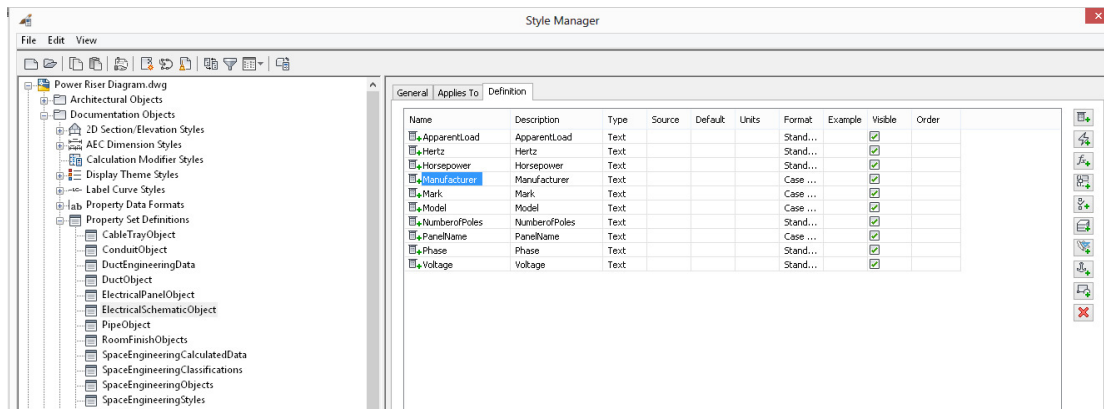 Style Manager
File Edit View
Power Riser Diagram.dwg
Architectural Objects
Documentation Objects
2D Section/Elevation Styles
AEC Dimension Styles
Calculation Modifier Styles
Display Theme Styles
Label Curve Styles
Property Data Formats
Property Set Definitions
CableTrayObject
ConduitObject
DuctEngineeringData
DuctObject
ElectricalPanelObject
ElectricalSchematicObject
PipeObject
RoomFinishObjects
SpaceEngineeringCalculatedData
SpaceEngineeringClassifications
SpaceEngineeringObjects
SpaceEngineeringStyles
General Applies To Definition
Name Description Type Source Default Units Format Example Visible Order
ApparentLoad ApparentLoad Text Stand...
Hertz Hertz Text Stand...
Horsepower Horsepower Text Stand...
Manufacturer Manufacturer Text Case ...
Mark Mark Text Case ...
Model Model Text Case ...
NumberofPoles NumberofPoles Text Stand...
PanelName PanelName Text Case ...
Phase Phase Text Stand...
Voltage Voltage Text Stand...